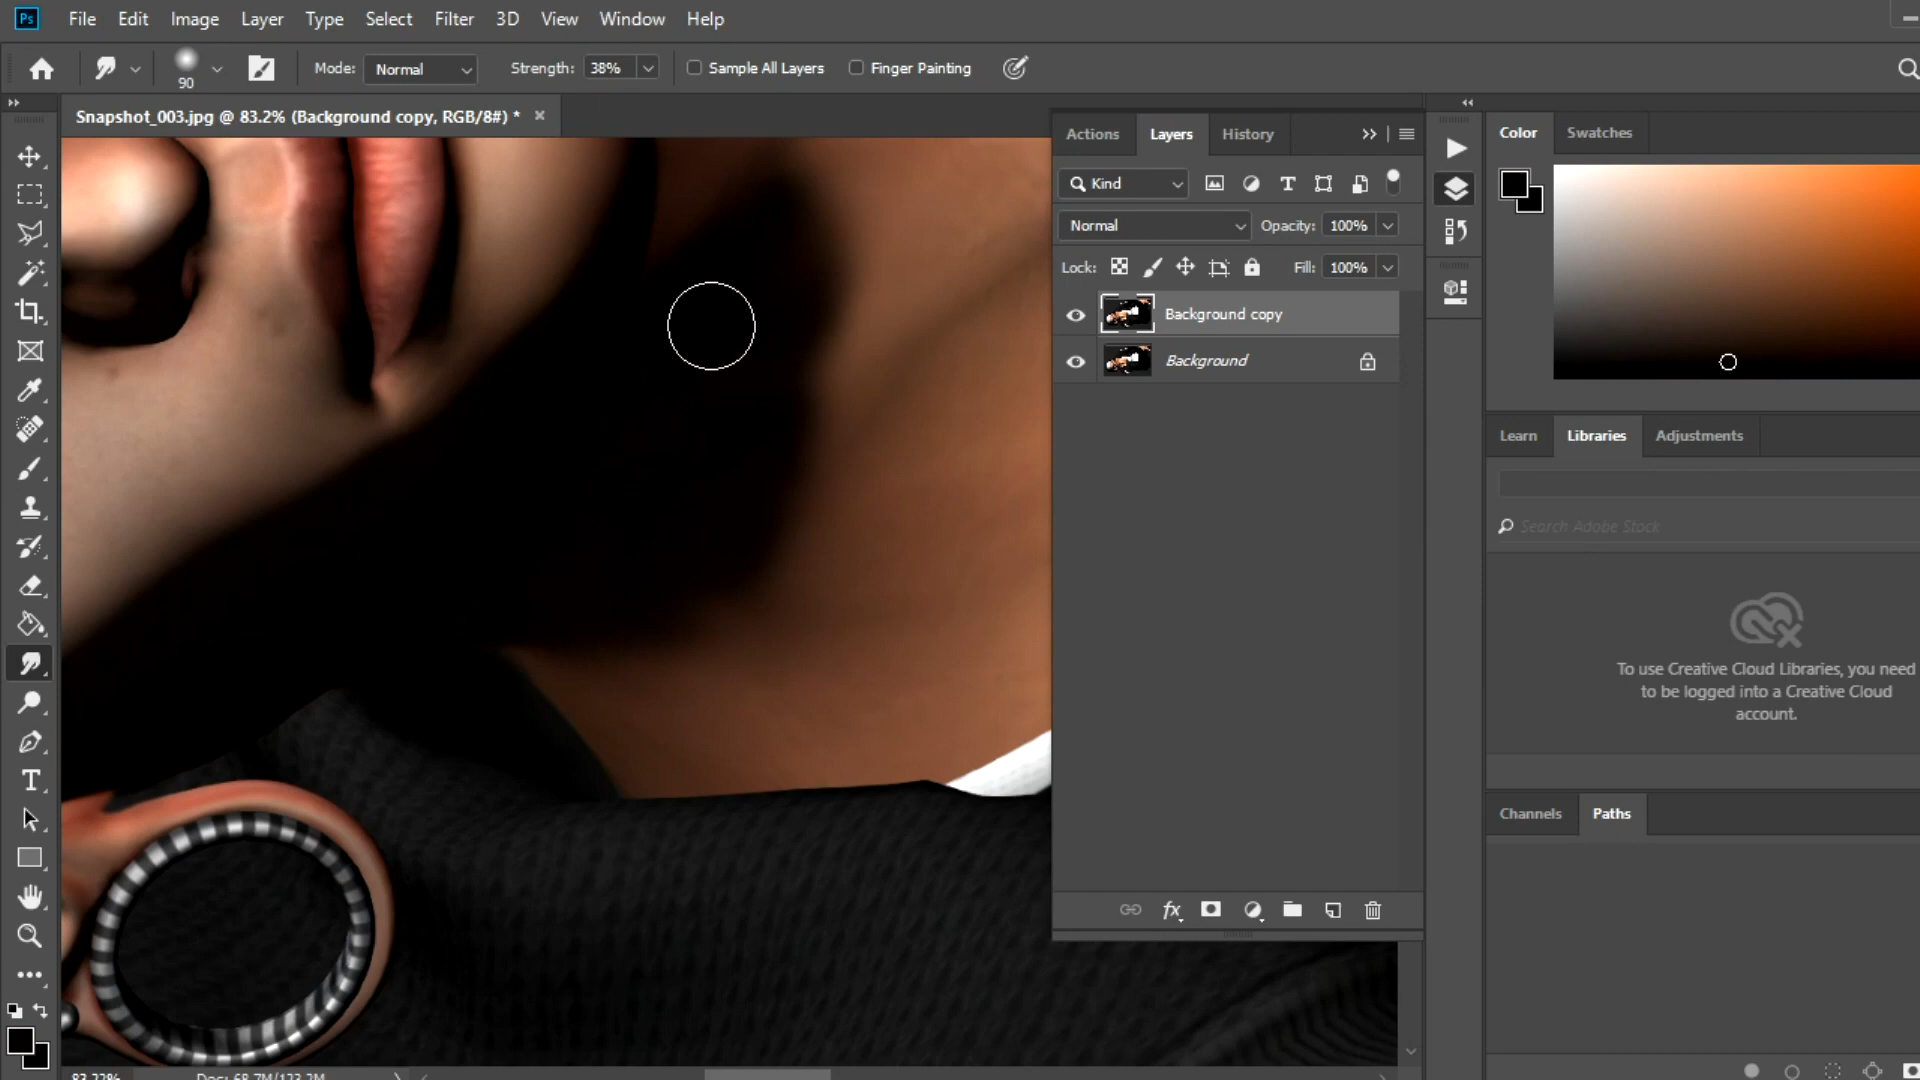 Ps File Edit Image Layer Type Select Filter 3D View Window Help
90 Mode: Normal Strength: 38% Sample All Layers Finger Painting
Snapshot_003.jpg @ 83.2% (Background copy, RGB/8#) * ×
Actions Layers History
Kind
Normal Opacity: 100%
Lock: Fill: 100%
Background copy
Background
fx
Color Swatches
Learn Libraries Adjustments
Search Adobe Stock
To use Creative Cloud Libraries, you need
to be logged into a Creative Cloud
account.
Channels Paths
83.22% Doc: 68.7M/123.2M